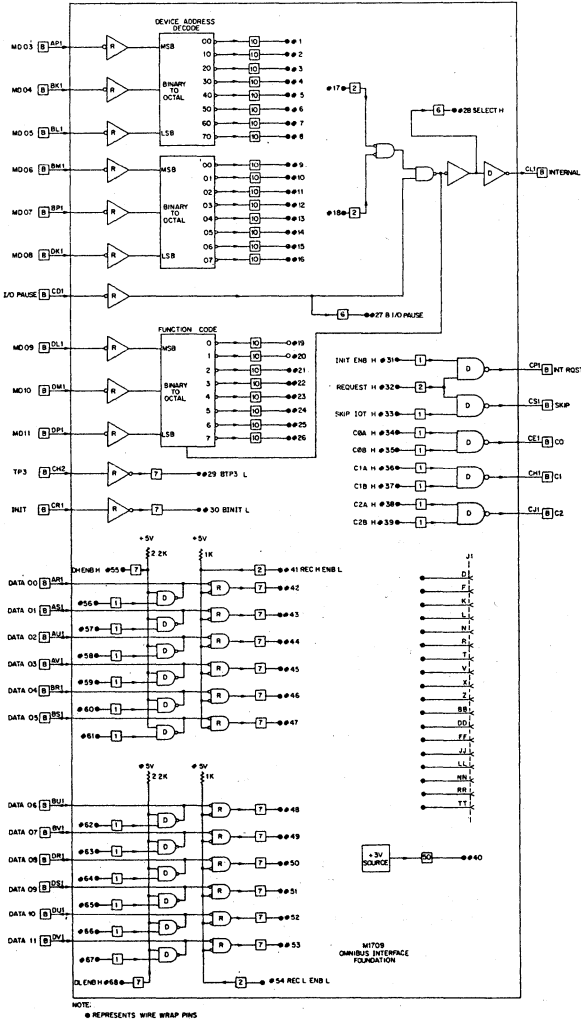 DEVICE ADDRESS
DECODE
MD03 B AP1 R MSB 00 10 #1
10 10 #2
20 10 #3
MD04 B BK1 R BINARY TO OCTAL 30 10 #4
40 10 #5
50 10 #6
60 10 #7
MD05 B BL1 R LSB 70 10 #8
#17 2
6 #28 SELECT H
D CL1 B INTERNAL
MD06 B BM1 R MSB 00 10 #9
01 10 #10
02 10 #11
MD07 B BP1 R BINARY TO OCTAL 03 10 #12
04 10 #13
05 10 #14
06 10 #15
MD08 B DK1 R LSB 07 10 #16
#18 2
I/O PAUSE B CD1 R
6 #27 B I/O PAUSE
FUNCTION CODE
MD09 B DL1 R MSB 0 10 #19
1 10 #20
2 10 #21
MD10 B DM1 R BINARY TO OCTAL 3 10 #22
4 10 #23
5 10 #24
6 10 #25
MD11 B DP1 R LSB 7 10 #26
TP3 B CH2 R 7 #29 BTP3 L
INIT B CR1 R 7 #30 BINIT L
INIT ENB H #31 1 D CP1 B INT RQST
REQUEST H #32 2
SKIP IOT H #33 1 D CS1 B SKIP
C0A H #34 1
C0B H #35 1 D CE1 B C0
C1A H #36 1
C1B H #37 1 D CH1 B C1
C2A H #38 1
C2B H #39 1 D CJ1 B C2
+5V +5V
2.2K 1K
DH ENB H #55 7
2 #41 REC H ENB L
DATA 00 B AR1 R 7 #42
#56 1 D
DATA 01 B AS1 R 7 #43
#57 1 D
DATA 02 B AU1 R 7 #44
#58 1 D
DATA 03 B AV1 R 7 #45
#59 1 D
DATA 04 B BR1 R 7 #46
#60 1 D
DATA 05 B BS1 R 7 #47
#61 1 D
J1
D
F
K
L
N
R
T
V
X
Z
BB
DD
FF
JJ
LL
NN
RR
TT
+5V +5V
2.2K 1K
DATA 06 B BU1 R 7 #48
#62 1 D
DATA 07 B BV1 R 7 #49
#63 1 D
DATA 08 B DR1 R 7 #50
#64 1 D
DATA 09 B DS1 R 7 #51
#65 1 D
DATA 10 B DU1 R 7 #52
#66 1 D
DATA 11 B DV1 R 7 #53
#67 1 D
DL ENB H #68 7
2 #54 REC L ENB L
+3V
SOURCE 50 #40
M1709
OMNIBUS INTERFACE
FOUNDATION
NOTE:
● REPRESENTS WIRE WRAP PINS